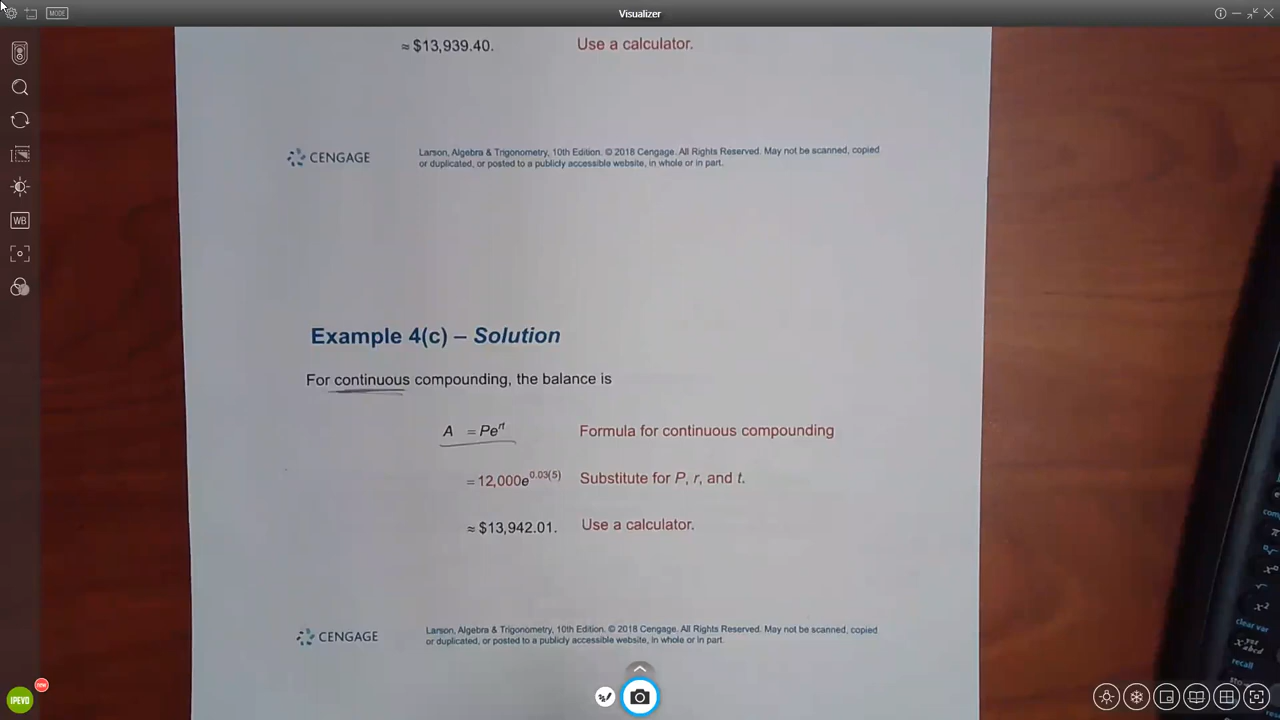 Visualizer
MODE
≈ $13,939.40. Use a calculator.
CENGAGE
Larson, Algebra & Trigonometry, 10th Edition. © 2018 Cengage. All Rights Reserved. May not be scanned, copied
or duplicated, or posted to a publicly accessible website, in whole or in part.
Example 4(c) – Solution
For continuous compounding, the balance is
A = Pe^rt Formula for continuous compounding
= 12,000e^0.03(5) Substitute for P, r, and t.
≈ $13,942.01. Use a calculator.
CENGAGE
Larson, Algebra & Trigonometry, 10th Edition. © 2018 Cengage. All Rights Reserved. May not be scanned, copied
or duplicated, or posted to a publicly accessible website, in whole or in part.
WB
IPEVO
new
π
x²
clear var
recall